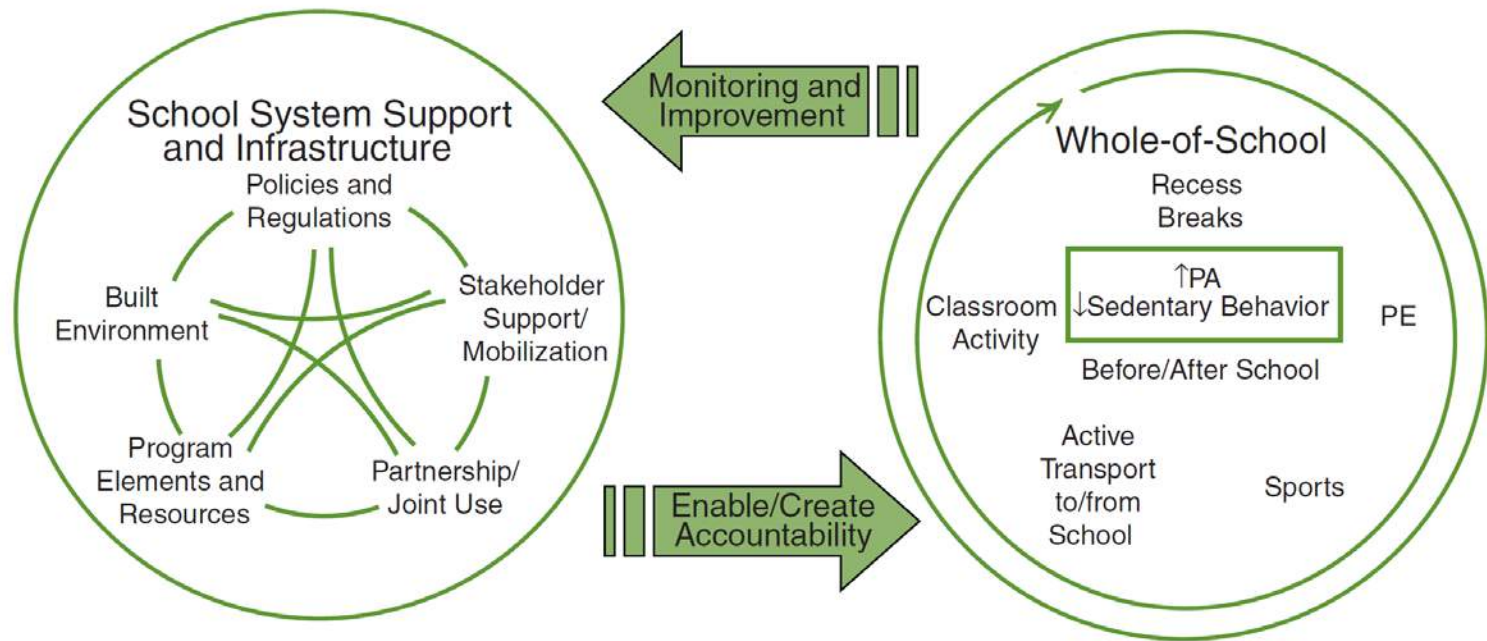 School System Support
and Infrastructure
Policies and
Regulations
Built
Environment
Stakeholder
Support/
Mobilization
Program
Elements and
Resources
Partnership/
Joint Use
Monitoring and
Improvement
Enable/Create
Accountability
Whole-of-School
Recess
Breaks
↑PA
↓Sedentary Behavior
Classroom
Activity
PE
Before/After School
Active
Transport
to/from
School
Sports